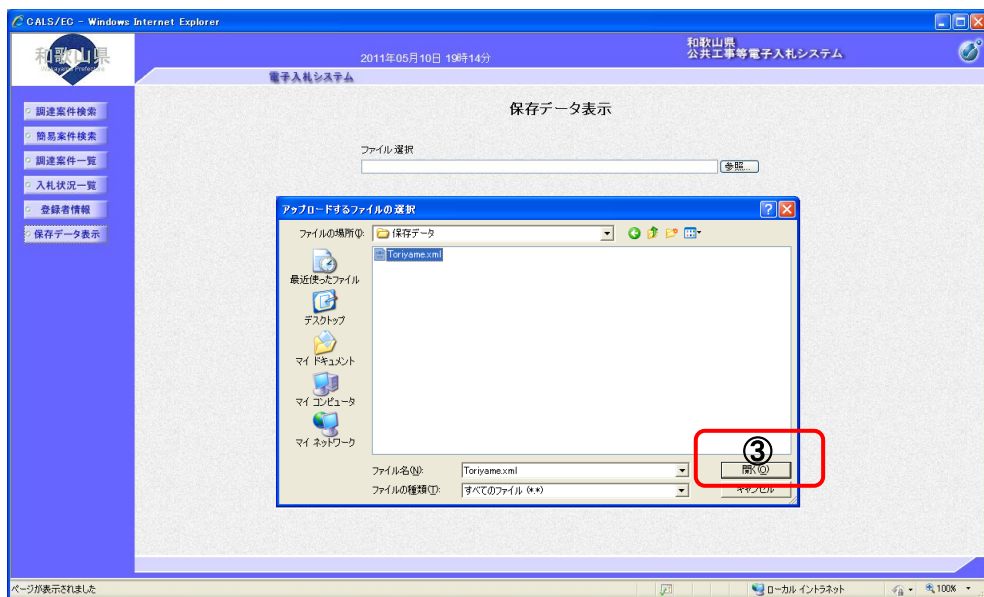 CALS/EC - Windows Internet Explorer
和歌山県
Wakayama Prefecture
2011年05月10日 19時14分
和歌山県
公共工事等電子入札システム
電子入札システム
調達案件検索
簡易案件検索
調達案件一覧
入札状況一覧
登録者情報
保存データ表示
保存データ表示
ファイル選択
参照...
アップロードするファイルの選択
ファイルの場所(I):
保存データ
Toriyame.xml
最近使ったファイル
デスクトップ
マイ ドキュメント
マイ コンピュータ
マイ ネットワーク
ファイル名(N):
Toriyame.xml
③
開く(O)
ファイルの種類(T):
すべてのファイル (*.*)
キャンセル
ページが表示されました
ローカル イントラネット
100%